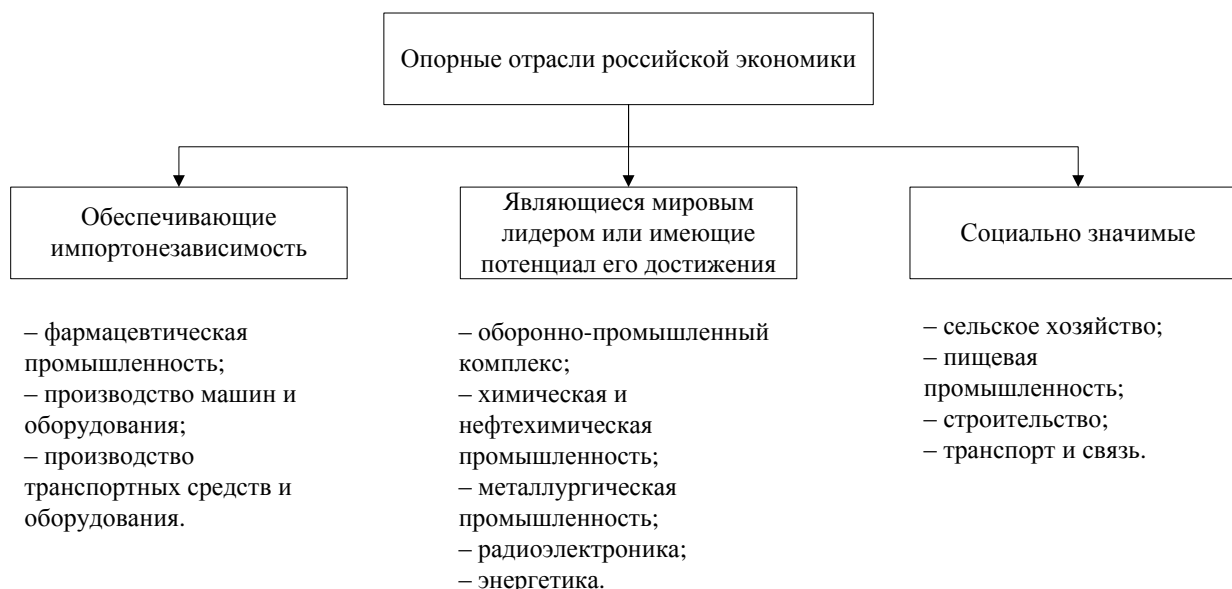 Опорные отрасли российской экономики
Обеспечивающие
импортонезависимость
Являющиеся мировым
лидером или имеющие
потенциал его достижения
Социально значимые
– фармацевтическая
промышленность;
– производство машин и
оборудования;
– производство
транспортных средств и
оборудования.
– оборонно-промышленный
комплекс;
– химическая и
нефтехимическая
промышленность;
– металлургическая
промышленность;
– радиоэлектроника;
– энергетика.
– сельское хозяйство;
– пищевая
промышленность;
– строительство;
– транспорт и связь.